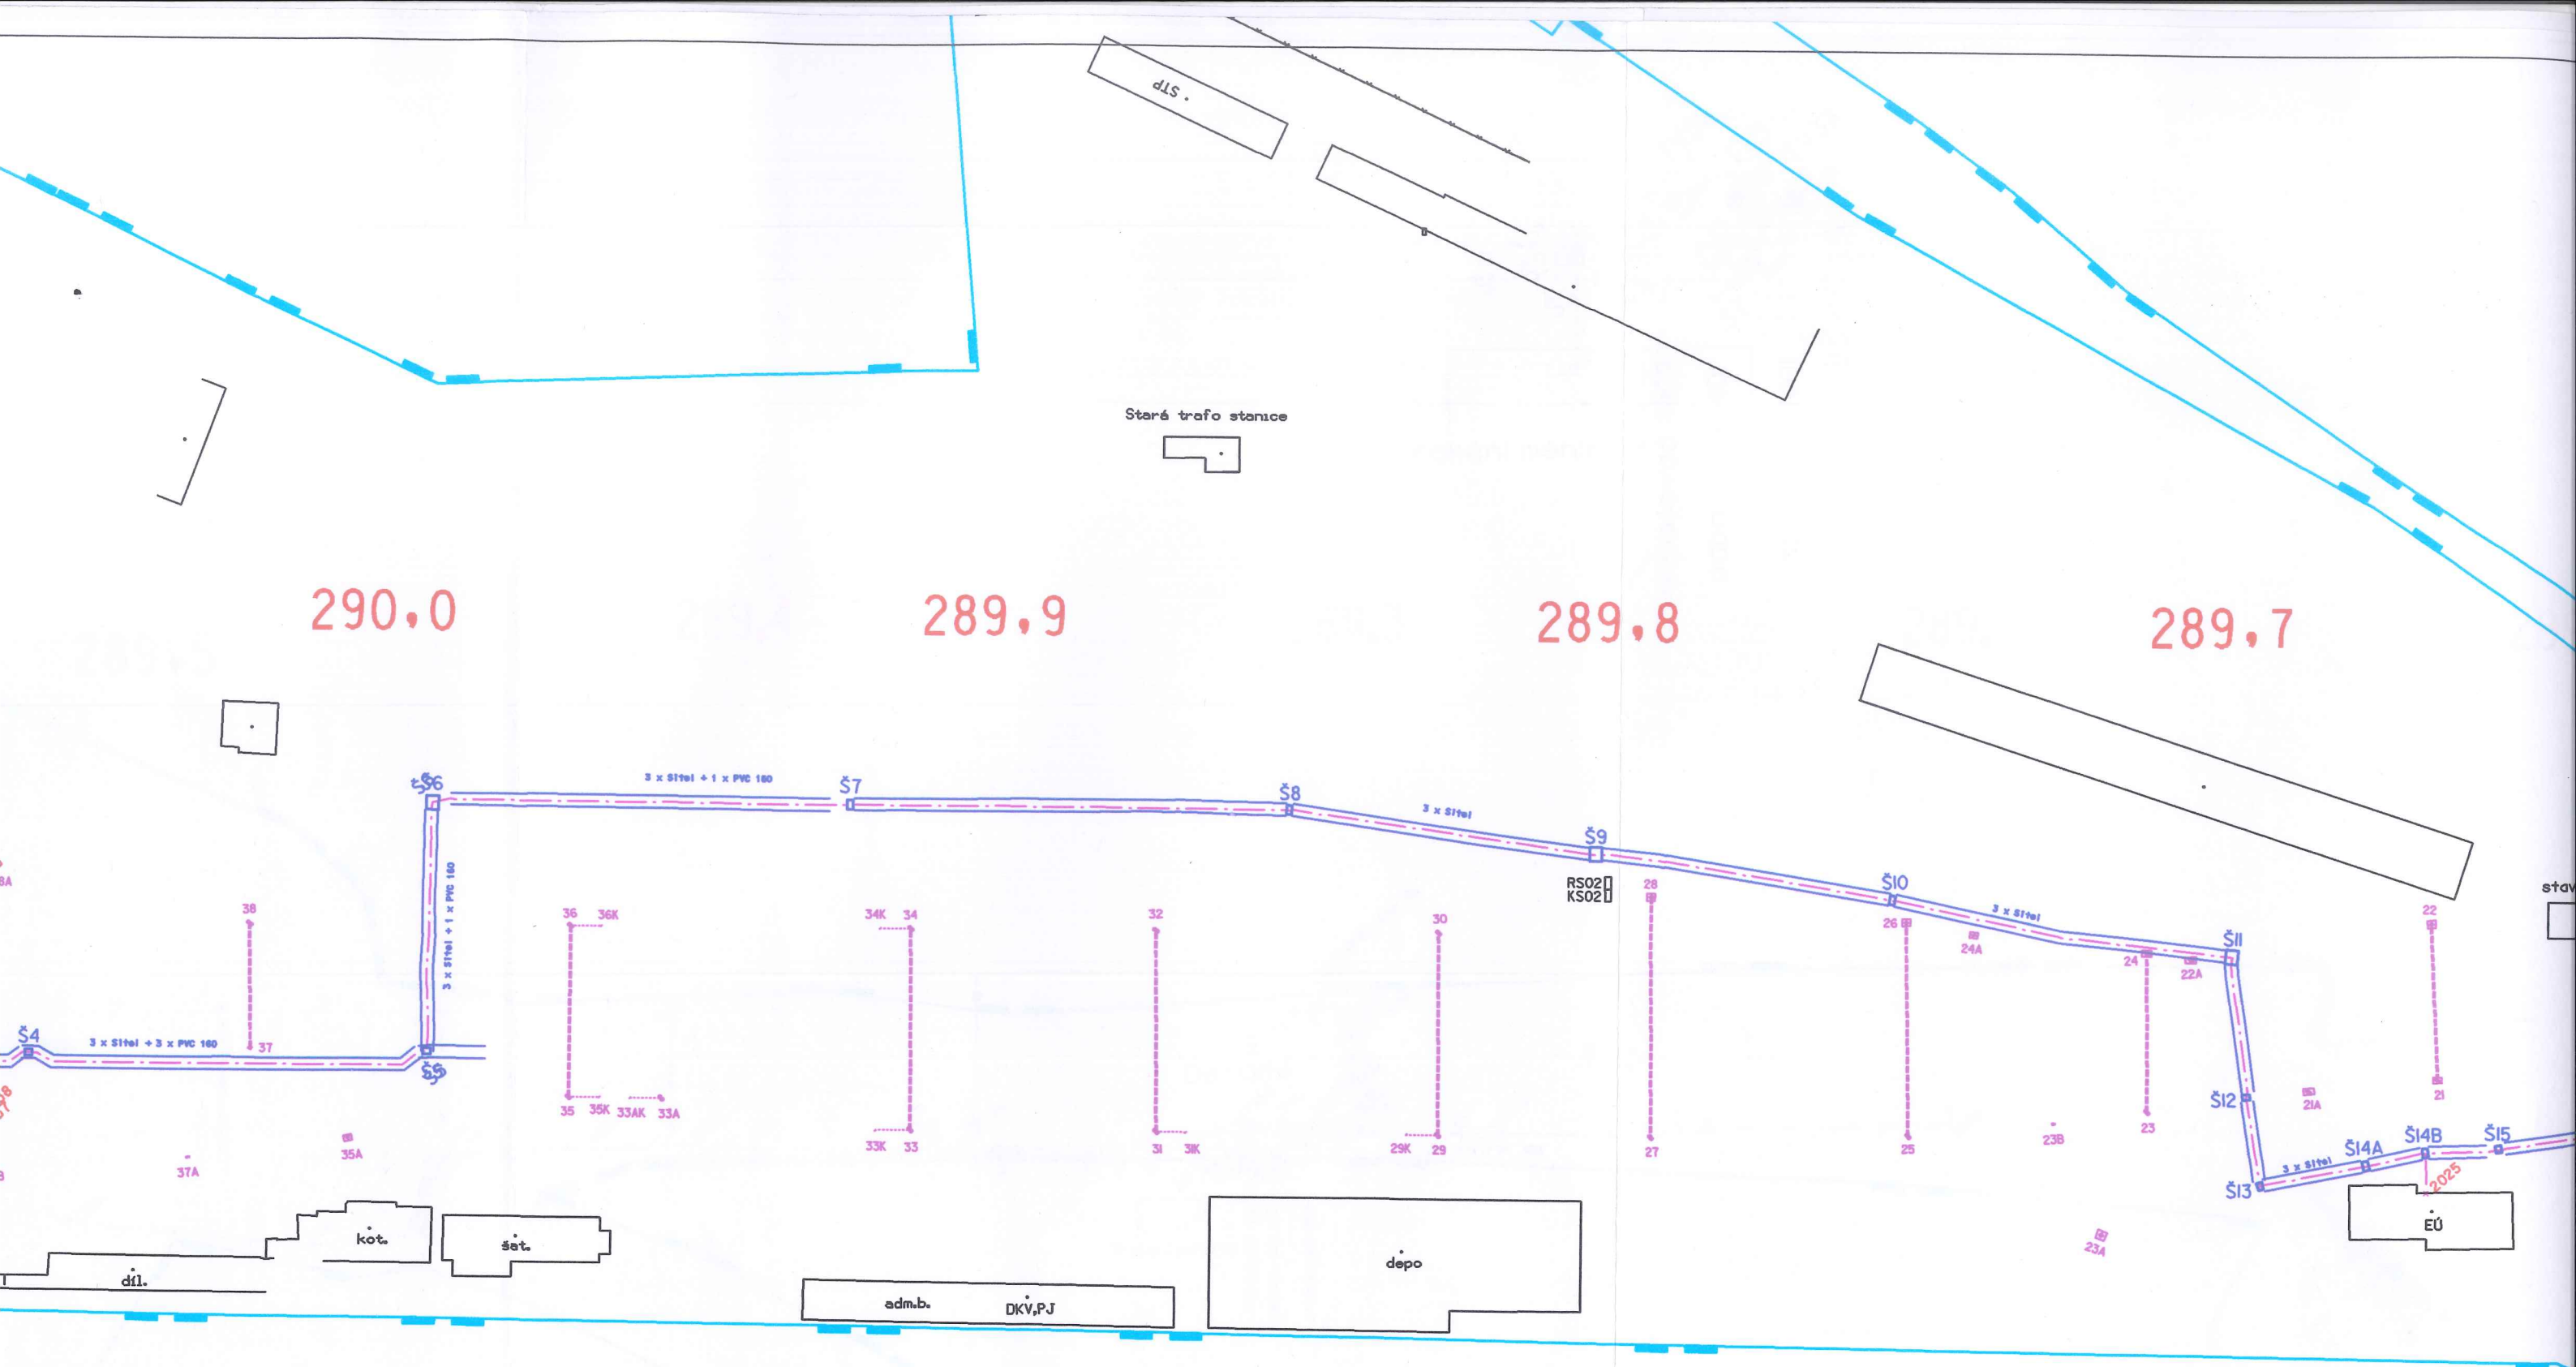 STP
Stará trafo stanice
290,0
289,9
289,8
289,7
3 x Sitel + 1 x PVC 160
Š6
Š7
Š8
3 x Sitel
Š9
RS02
KS02
28
Š10
3 x Sitel
26
24A
24
22A
Š11
22
stav
8A
38
3 x Sitel + 1 x PVC 160
36
36K
34K
34
32
30
Š4
3 x Sitel + 3 x PVC 160
37
Š5
35
35K
33AK
33A
33K
33
31
31K
29K
29
27
25
23
23B
Š12
21A
21
35A
37A
Š13
3 x Sitel
Š14A
Š14B
Š15
2025
23A
EÚ
kot.
šat.
díl.
adm.b.
DKV,PJ
depo